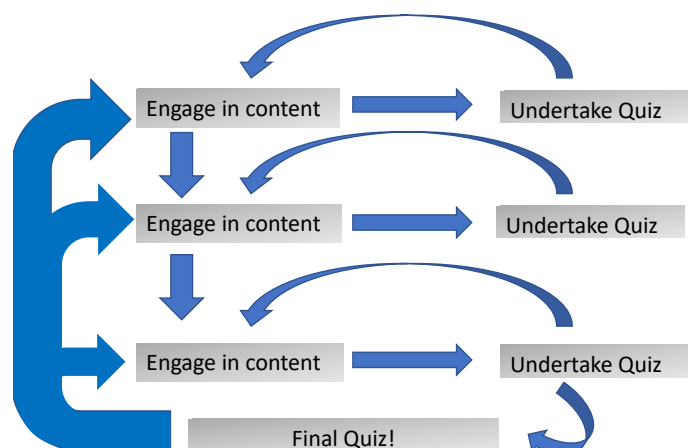 Engage in content
Undertake Quiz
Engage in content
Undertake Quiz
Engage in content
Undertake Quiz
Final Quiz!